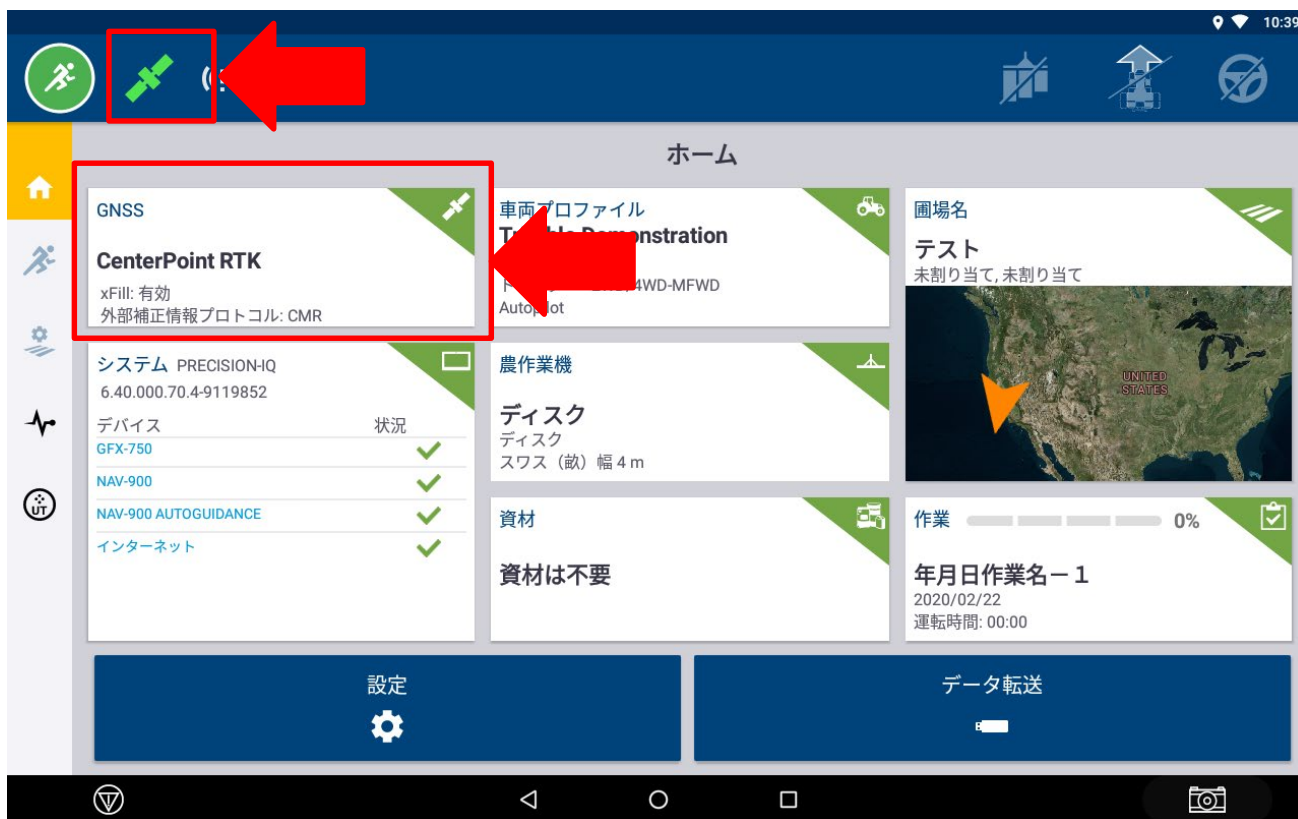 10:39
ホーム
GNSS
CenterPoint RTK
xFill: 有効
外部補正情報プロトコル: CMR
車両プロファイル
Demonstration
4WD-MFWD
Autopilot
圃場名
テスト
未割り当て, 未割り当て
UNITED
STATES
システム PRECISION-IQ
6.40.000.70.4-9119852
デバイス 状況
GFX-750
NAV-900
NAV-900 AUTOGUIDANCE
インターネット
農作業機
ディスク
ディスク
スワス（畝）幅 4 m
資材
資材は不要
作業 0%
年月日作業名－１
2020/02/22
運転時間: 00:00
設定
データ転送
UT